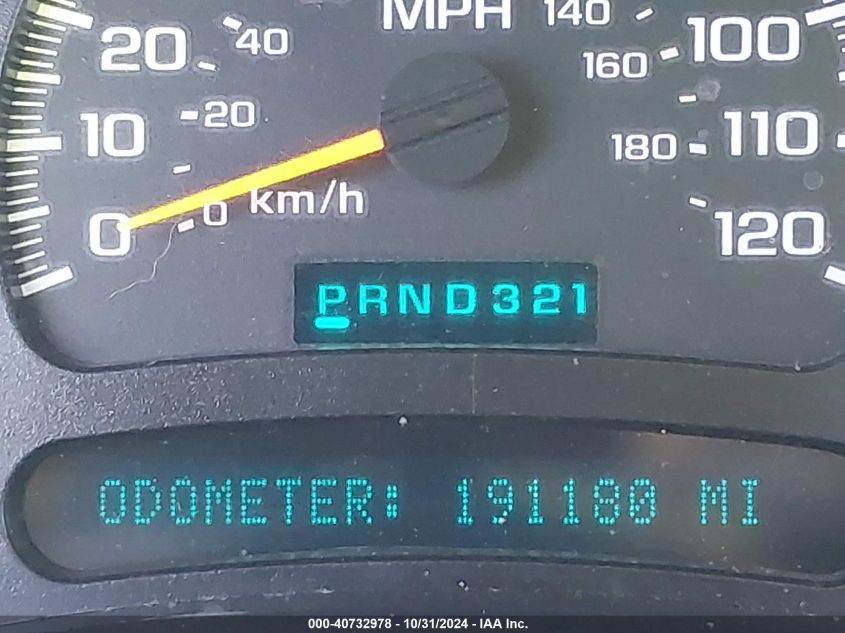 MPH 140
20 40 100
160
20
10 110
180
km/h
0 0
120
PRND321
ODOMETER: 191180 MI
000-40732978 - 10/31/2024 - IAA Inc.